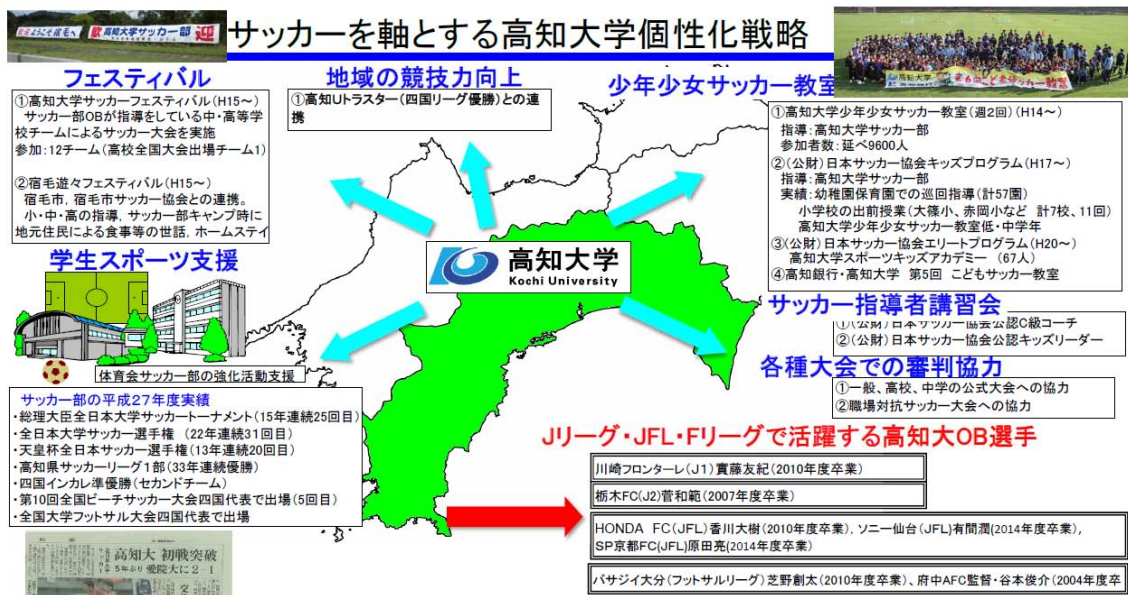 サッカーを軸とする高知大学個性化戦略
ようこそ宿毛へ
歓 高知大学サッカー部 迎
フェスティバル
①高知大学サッカーフェスティバル(H15～)
サッカー部OBが指導をしている中・高等学
校チームによるサッカー大会を実施
参加:12チーム(高校全国大会出場チーム1)
②宿毛遊々フェスティバル(H15～)
宿毛市,宿毛市サッカー協会との連携。
小・中・高の指導,サッカー部キャンプ時に
地元住民による食事等の世話,ホームステイ
地域の競技力向上
①高知Uトラスター(四国リーグ優勝)との連
携
少年少女サッカー教室
①高知大学少年少女サッカー教室(週2回)(H14～)
指導:高知大学サッカー部
参加者数:延べ9600人
②(公財)日本サッカー協会キッズプログラム(H17～)
指導:高知大学サッカー部
実績:幼稚園保育園での巡回指導(計57園)
小学校の出前授業(大篠小、赤岡小など 計7校、11回)
高知大学少年少女サッカー教室低・中学年
③(公財)日本サッカー協会エリートプログラム(H20～)
高知大学スポーツキッズアカデミー (67人)
④高知銀行・高知大学 第5回 こどもサッカー教室
高知大学
Kochi University
学生スポーツ支援
体育会サッカー部の強化活動支援
サッカー部の平成27年度実績
・総理大臣全日本大学サッカートーナメント(15年連続25回目)
・全日本大学サッカー選手権 (22年連続31回目)
・天皇杯全日本サッカー選手権(13年連続20回目)
・高知県サッカーリーグ1部(33年連続優勝)
・四国インカレ準優勝(セカンドチーム)
・第10回全国ビーチサッカー大会四国代表で出場(5回目)
・全国大学フットサル大会四国代表で出場
高知大 初戦突破
5年ぶり 愛院大に2-1
サッカー指導者講習会
①(公財)日本サッカー協会公認C級コーチ
②(公財)日本サッカー協会公認キッズリーダー
各種大会での審判協力
①一般、高校、中学の公式大会への協力
②職場対抗サッカー大会への協力
Jリーグ・JFL・Fリーグで活躍する高知大OB選手
川崎フロンターレ(J1)實藤友紀(2010年度卒業)
栃木FC(J2)菅和範(2007年度卒業)
HONDA FC(JFL)香川大樹(2010年度卒業),ソニー仙台(JFL)有間潤(2014年度卒業),
SP京都FC(JFL)原田亮(2014年度卒業)
バサジイ大分(フットサルリーグ)芝野創太(2010年度卒業)、府中AFC監督・谷本俊介(2004年度卒